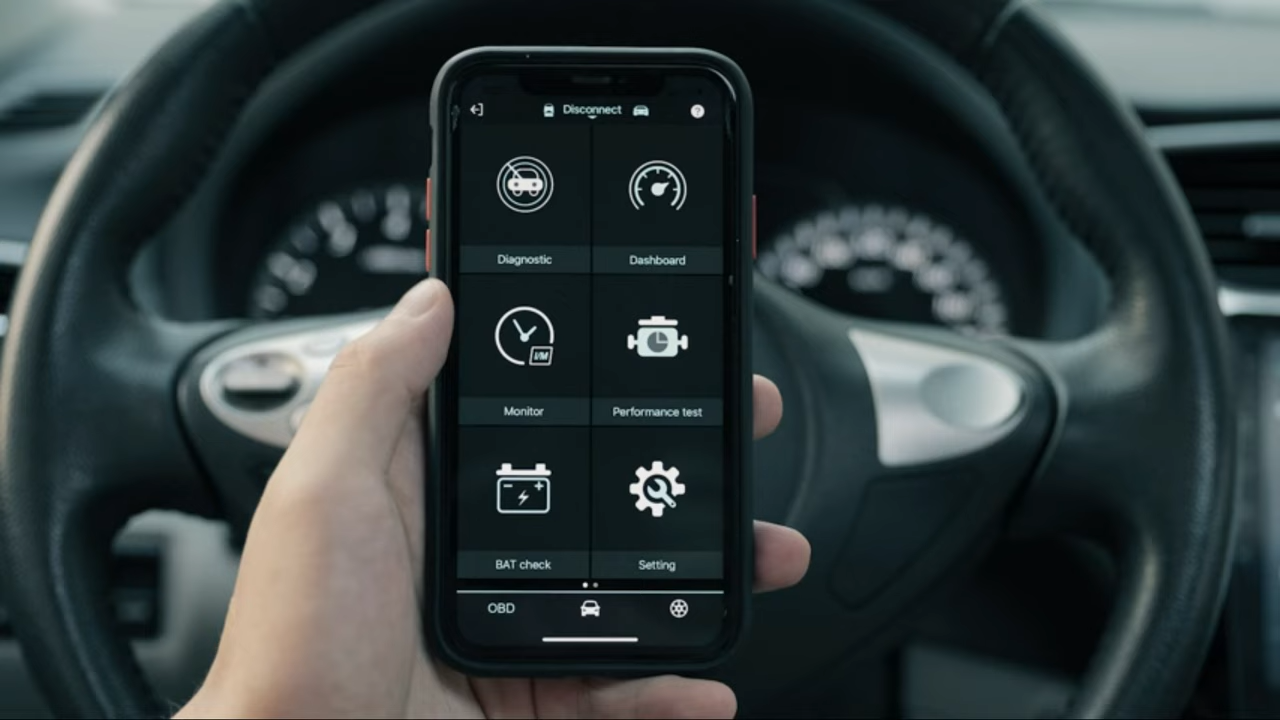 Disconnect
?
Diagnostic
Dashboard
I/M
Monitor
Performance test
BAT check
Setting
OBD